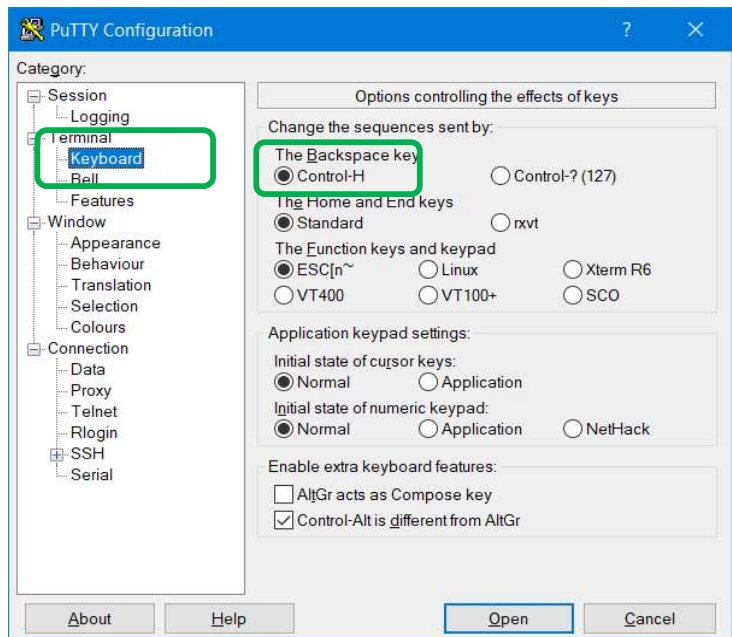 PuTTY Configuration
?
Category:
Session
Logging
Terminal
Keyboard
Bell
Features
Window
Appearance
Behaviour
Translation
Selection
Colours
Connection
Data
Proxy
Telnet
Rlogin
SSH
Serial
Options controlling the effects of keys
Change the sequences sent by:
The Backspace key
Control-H Control-? (127)
The Home and End keys
Standard rxvt
The Function keys and keypad
ESC[n~ Linux Xterm R6
VT400 VT100+ SCO
Application keypad settings:
Initial state of cursor keys:
Normal Application
Initial state of numeric keypad:
Normal Application NetHack
Enable extra keyboard features:
AltGr acts as Compose key
Control-Alt is different from AltGr
About Help Open Cancel